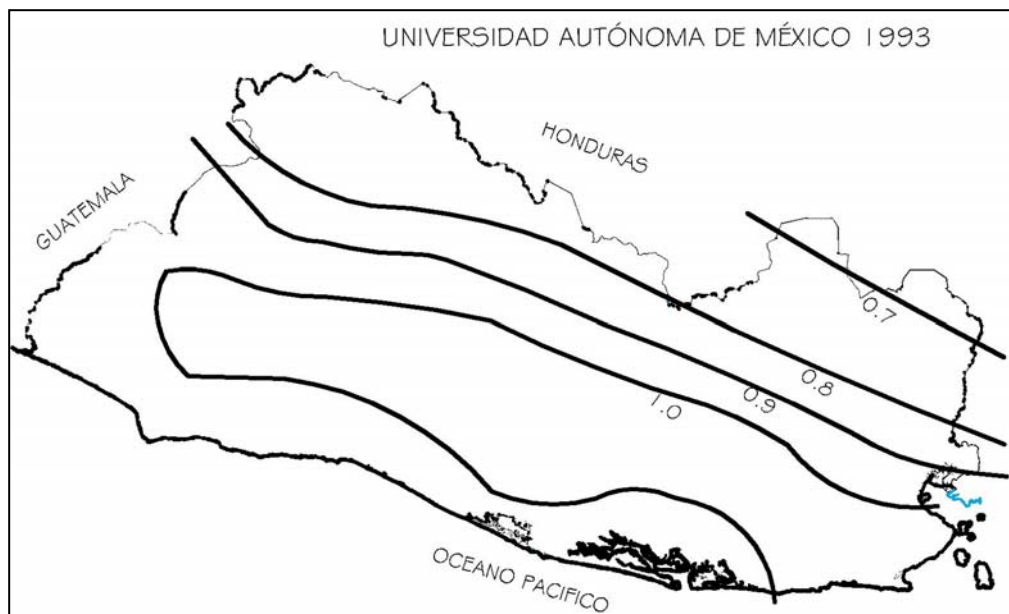 UNIVERSIDAD AUTÓNOMA DE MÉXICO 1993
HONDURAS
GUATEMALA
0.7
0.8
0.9
1.0
OCEANO PACIFICO